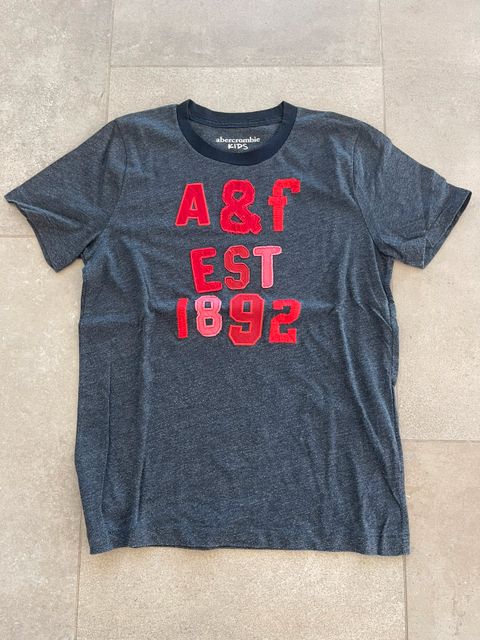 abercrombie
KIDS
A&f
EST
1892